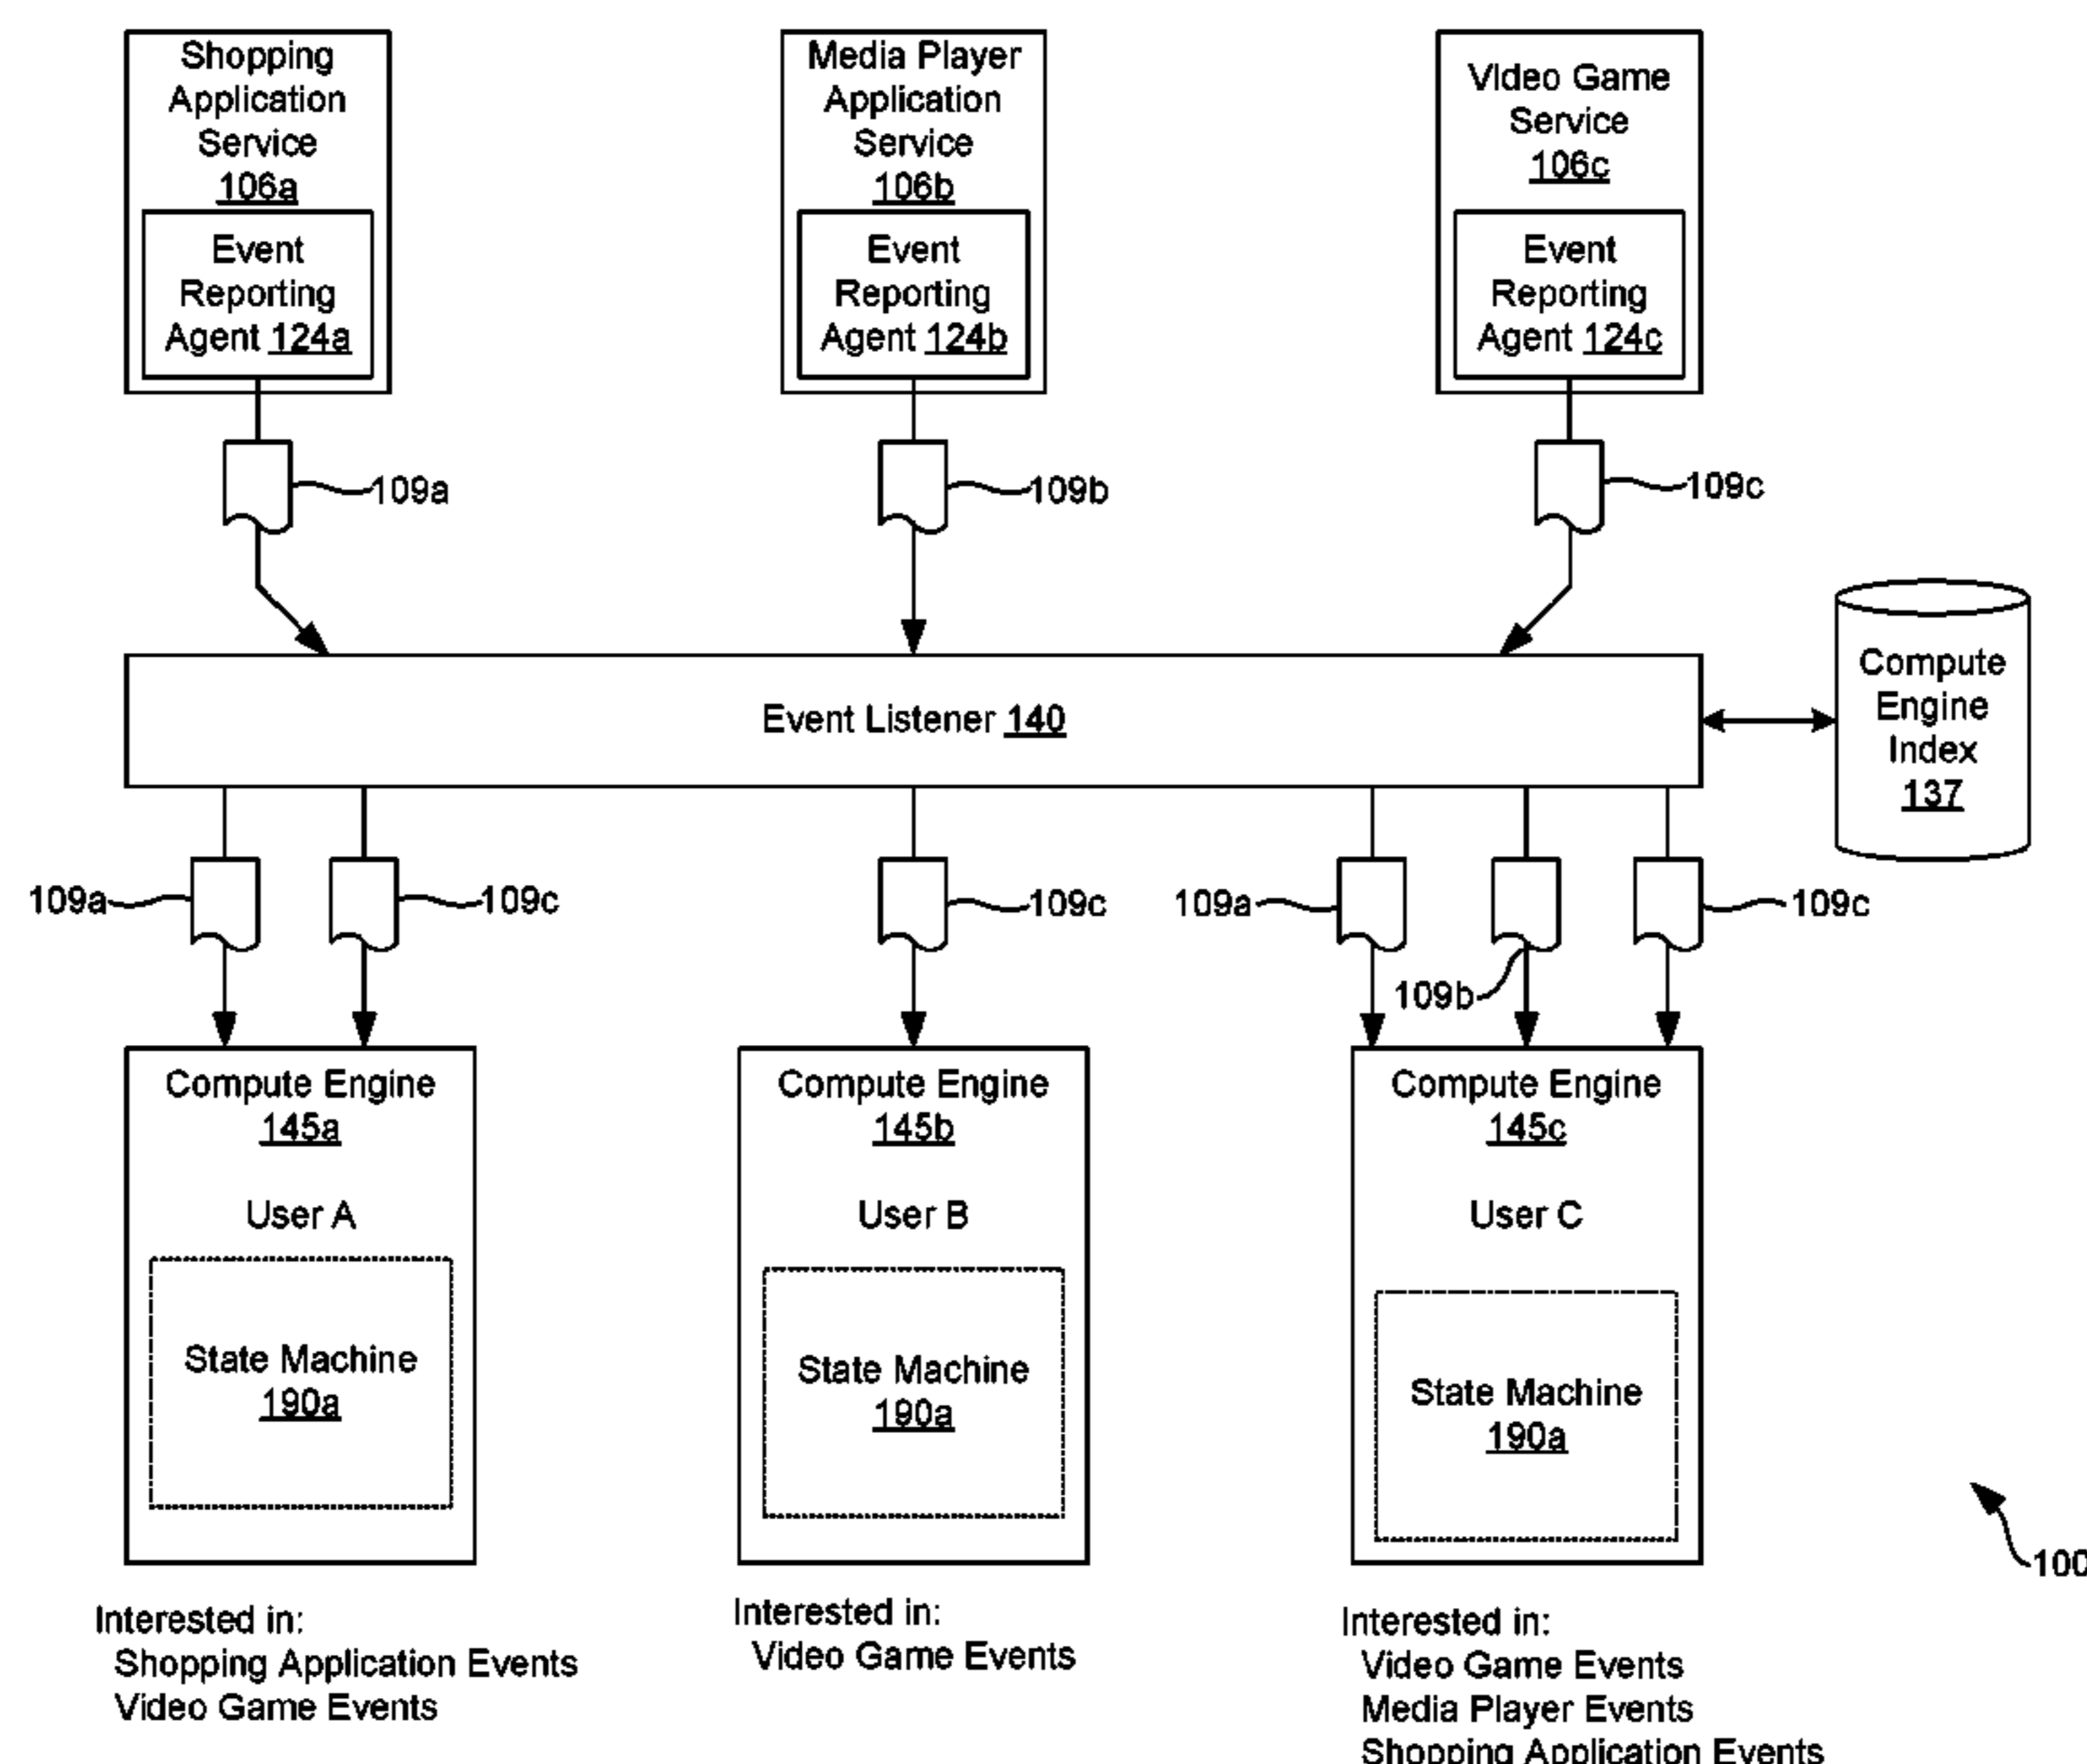 Shopping
Application
Service
106a
Event
Reporting
Agent 124a
Media Player
Application
Service
106b
Event
Reporting
Agent 124b
Video Game
Service
106c
Event
Reporting
Agent 124c
109a
109b
109c
Event Listener 140
Compute
Engine
Index
137
109a
109c
109c
109a
109b
109c
Compute Engine
145a
User A
State Machine
190a
Compute Engine
145b
User B
State Machine
190a
Compute Engine
145c
User C
State Machine
190a
100
Interested in:
Shopping Application Events
Video Game Events
Interested in:
Video Game Events
Interested in:
Video Game Events
Media Player Events
Shopping Application Events